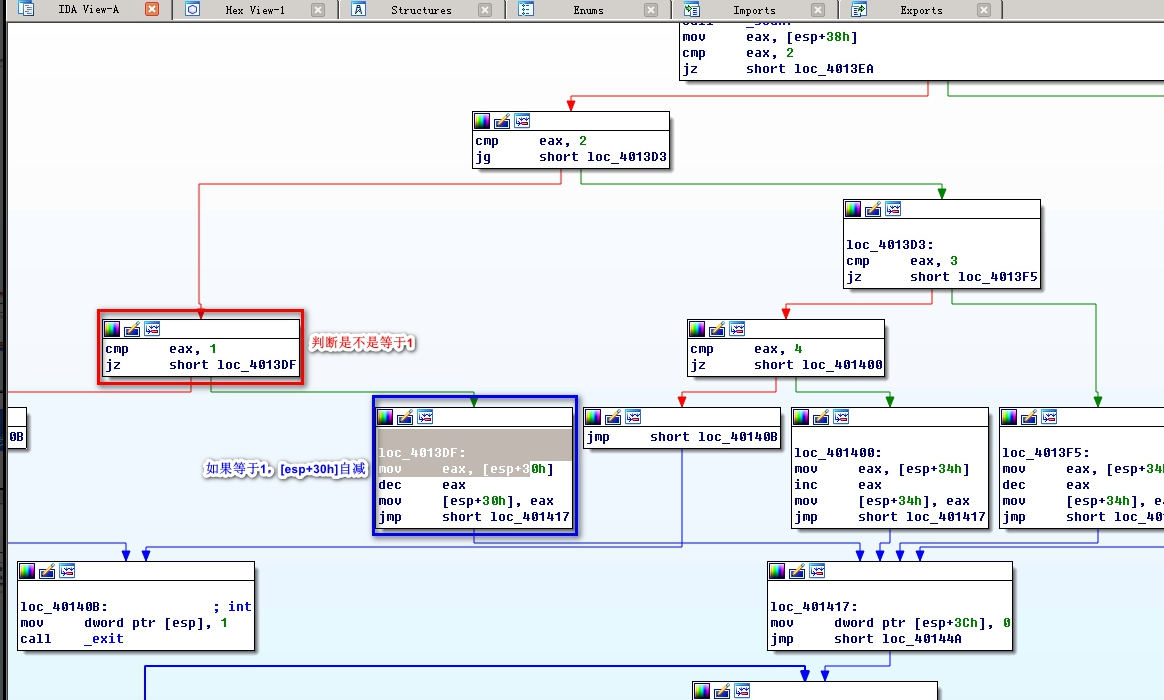 IDA View-A
Hex View-1
Structures
Enums
Imports
Exports
mov eax, [esp+38h]
cmp eax, 2
jz short loc_4013EA
cmp eax, 2
jg short loc_4013D3
loc_4013D3:
cmp eax, 3
jz short loc_4013F5
cmp eax, 1
jz short loc_4013DF
判断是不是等于1
cmp eax, 4
jz short loc_401400
0B
如果等于1，[esp+30h]自减
loc_4013DF:
mov eax, [esp+30h]
dec eax
mov [esp+30h], eax
jmp short loc_401417
jmp short loc_40140B
loc_401400:
mov eax, [esp+34h]
inc eax
mov [esp+34h], eax
jmp short loc_401417
loc_4013F5:
mov eax, [esp+34
dec eax
mov [esp+34h], e
jmp short loc_401
loc_40140B: ; int
mov dword ptr [esp], 1
call _exit
loc_401417:
mov dword ptr [esp+3Ch], 0
jmp short loc_40144A